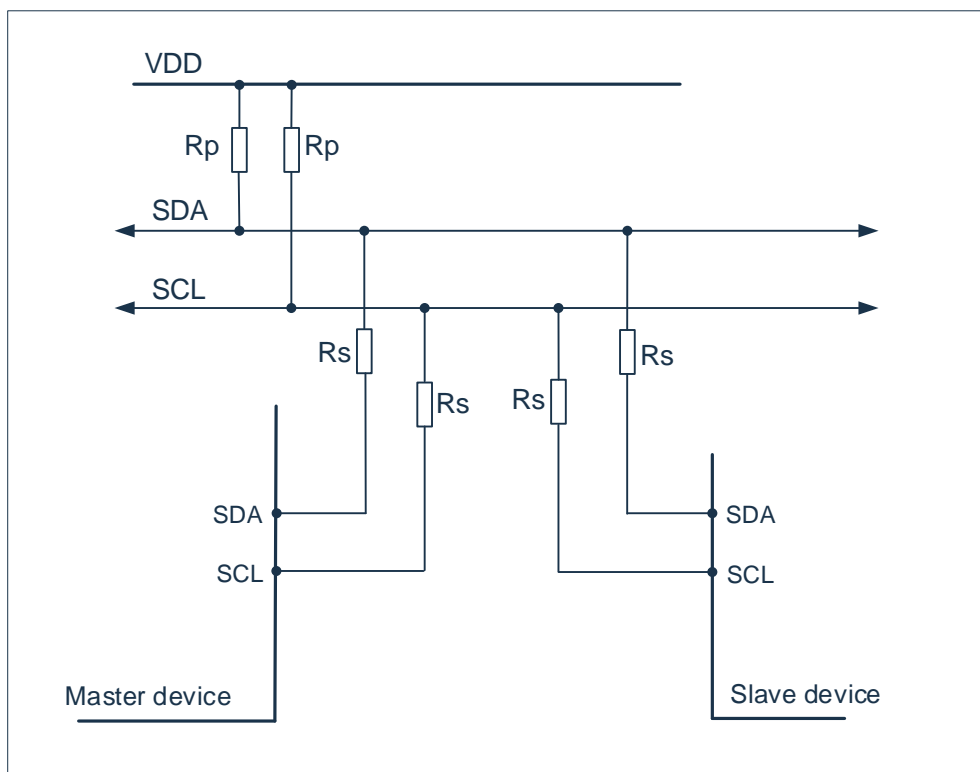 VDD
Rp
Rp
SDA
SCL
Rs
Rs
Rs
Rs
SDA
SDA
SCL
SCL
Master device
Slave device